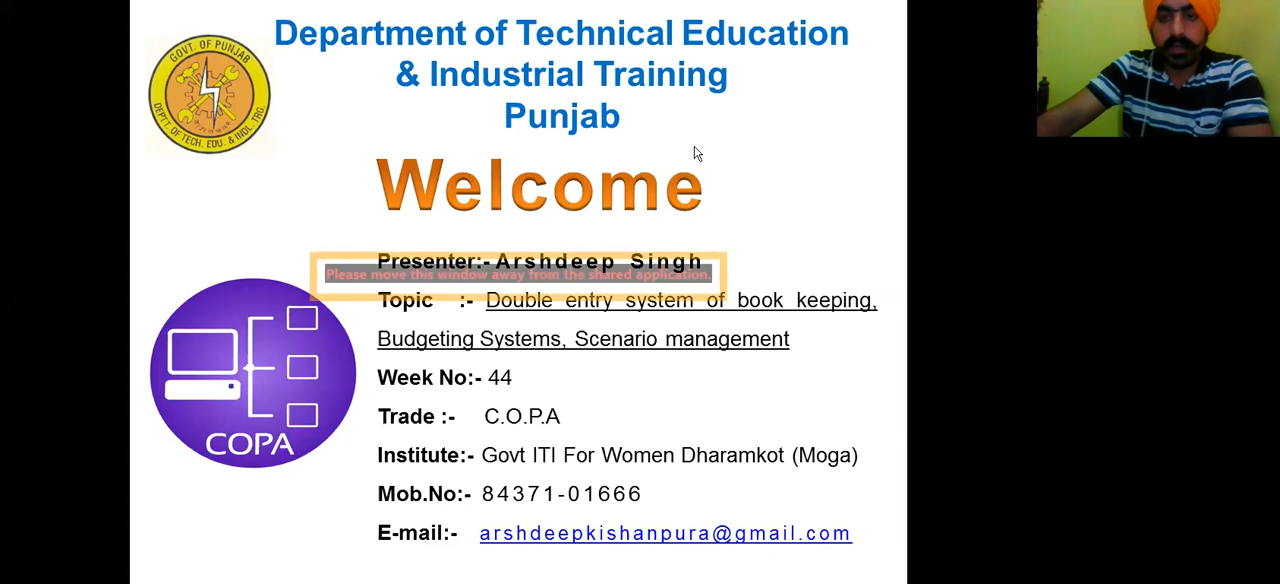 Department of Technical Education
& Industrial Training
Punjab
GOVT. OF PUNJAB
DEPTT. OF TECH. EDU. & INDL. TRG.
Welcome
Presenter:- Arshdeep Singh
Please move this window away from the shared application.
Topic :- Double entry system of book keeping,
Budgeting Systems, Scenario management
Week No:- 44
Trade :- C.O.P.A
Institute:- Govt ITI For Women Dharamkot (Moga)
Mob.No:- 84371-01666
E-mail:- arshdeepkishanpura@gmail.com
COPA